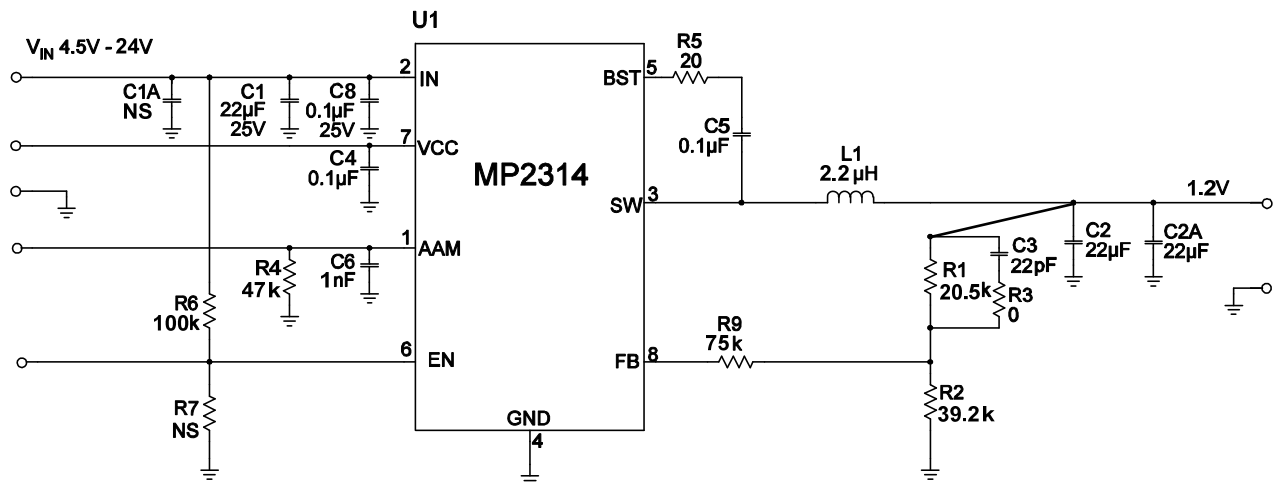 U1
V_IN 4.5V - 24V
C1A
NS
C1
22µF
25V
C8
0.1µF
25V
2
IN
BST
5
R5
20
7
VCC
C4
0.1µF
C5
0.1µF
MP2314
L1
2.2 µH
SW
3
1.2V
1
AAM
R4
47k
C6
1nF
C3
22pF
C2
22µF
C2A
22µF
R1
20.5k
R3
0
R6
100k
R9
75k
6
EN
FB
8
R2
39.2k
R7
NS
GND
4